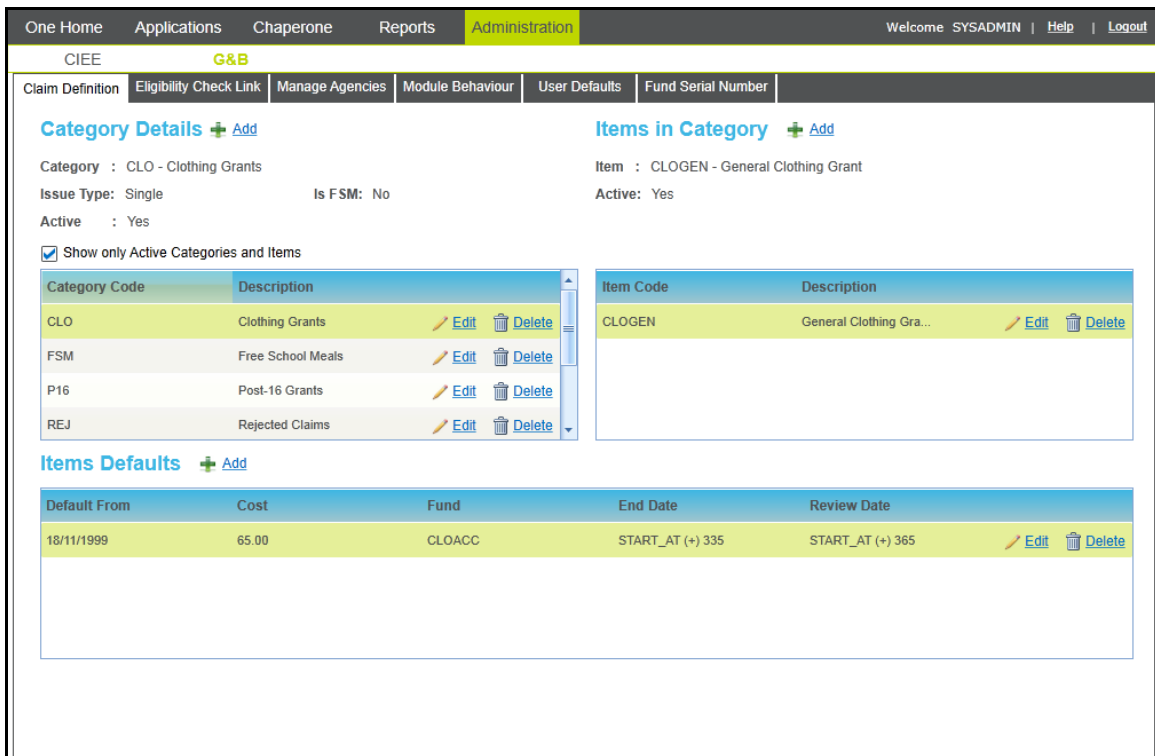 One Home Applications Chaperone Reports Administration Welcome SYSADMIN | Help | Logout
CIEE G&B
Claim Definition Eligibility Check Link Manage Agencies Module Behaviour User Defaults Fund Serial Number
Category Details Add Items in Category Add
Category : CLO - Clothing Grants Item : CLOGEN - General Clothing Grant
Issue Type: Single Is FSM: No Active: Yes
Active : Yes
Show only Active Categories and Items
Category Code Description Item Code Description
CLO Clothing Grants Edit Delete CLOGEN General Clothing Gra... Edit Delete
FSM Free School Meals Edit Delete
P16 Post-16 Grants Edit Delete
REJ Rejected Claims Edit Delete
Items Defaults Add
Default From Cost Fund End Date Review Date
18/11/1999 65.00 CLOACC START_AT (+) 335 START_AT (+) 365 Edit Delete